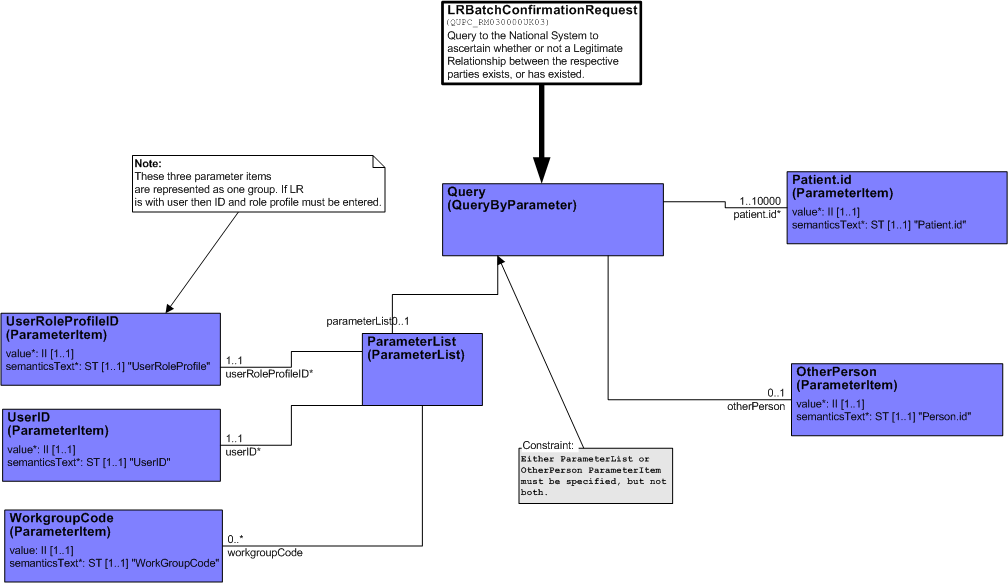 LRBatchConfirmationRequest
(QUPC_RM030000UK03)
Query to the National System to
ascertain whether or not a Legitimate
Relationship between the respective
parties exists, or has existed.
Note:
These three parameter items
are represented as one group. If LR
is with user then ID and role profile must be entered.
Query
(QueryByParameter)
1..10000
patient.id*
Patient.id
(ParameterItem)
value*: II [1..1]
semanticsText*: ST [1..1] "Patient.id"
UserRoleProfileID
(ParameterItem)
value*: II [1..1]
semanticsText*: ST [1..1] "UserRoleProfile"
1..1
userRoleProfileID*
parameterList0..1
ParameterList
(ParameterList)
0..1
otherPerson
OtherPerson
(ParameterItem)
value*: II [1..1]
semanticsText*: ST [1..1] "Person.id"
UserID
(ParameterItem)
value*: II [1..1]
semanticsText*: ST [1..1] "UserID"
1..1
userID*
Constraint:
Either ParameterList or
OtherPerson ParameterItem
must be specified, but not
both.
WorkgroupCode
(ParameterItem)
value: II [1..1]
semanticsText*: ST [1..1] "WorkGroupCode"
0..*
workgroupCode